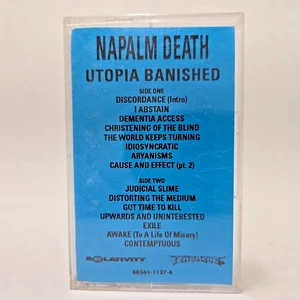 NAPALM DEATH
UTOPIA BANISHED
SIDE ONE
DISCORDANCE (Intro)
I ABSTAIN
DEMENTIA ACCESS
CHRISTENING OF THE BLIND
THE WORLD KEEPS TURNING
IDIOSYNCRATIC
ARYANISMS
CAUSE AND EFFECT (pt. 2)
SIDE TWO
JUDICIAL SLIME
DISTORTING THE MEDIUM
GOT TIME TO KILL
UPWARDS AND UNINTERESTED
EXILE
AWAKE (To A Life Of Misery)
CONTEMPTUOUS
RELATIVITY EARACHE
88561-1127-4